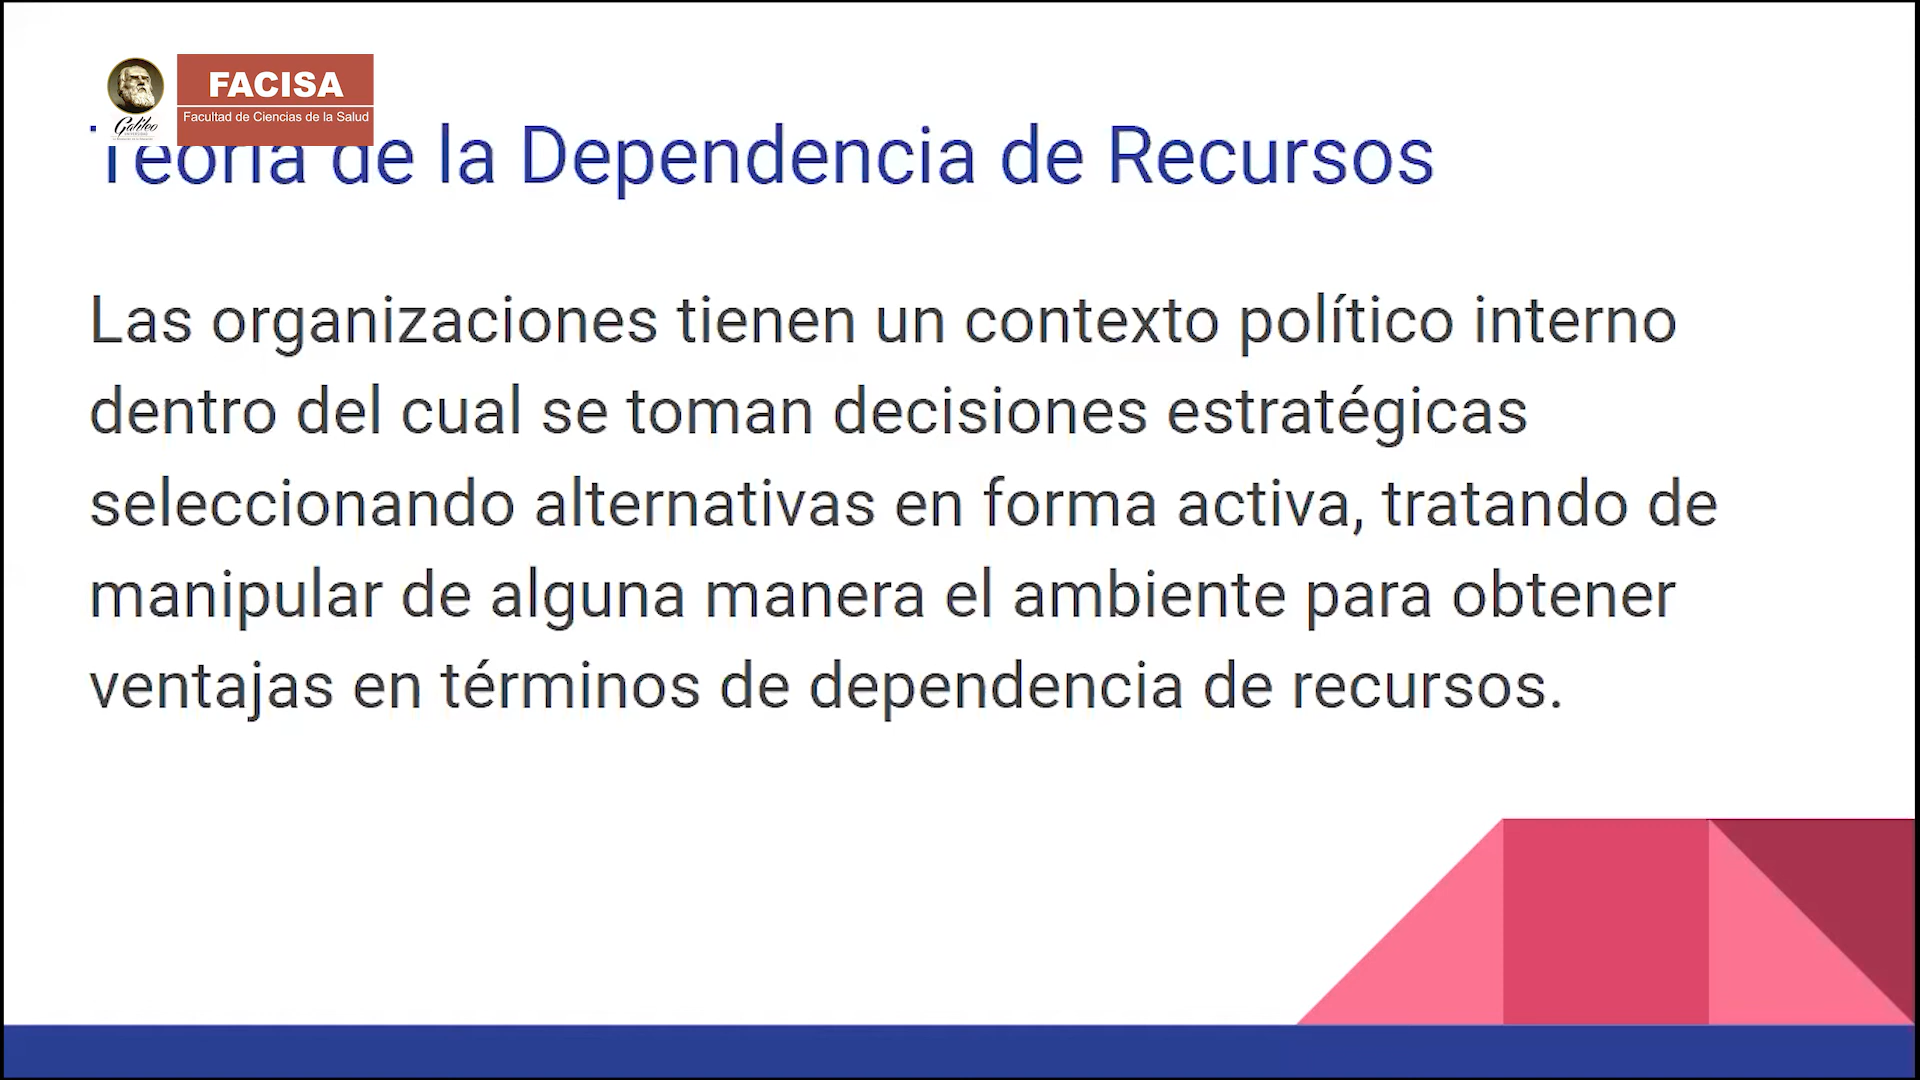 FACISA
Facultad de Ciencias de la Salud
Galileo
Teoría de la Dependencia de Recursos
Las organizaciones tienen un contexto político interno
dentro del cual se toman decisiones estratégicas
seleccionando alternativas en forma activa, tratando de
manipular de alguna manera el ambiente para obtener
ventajas en términos de dependencia de recursos.